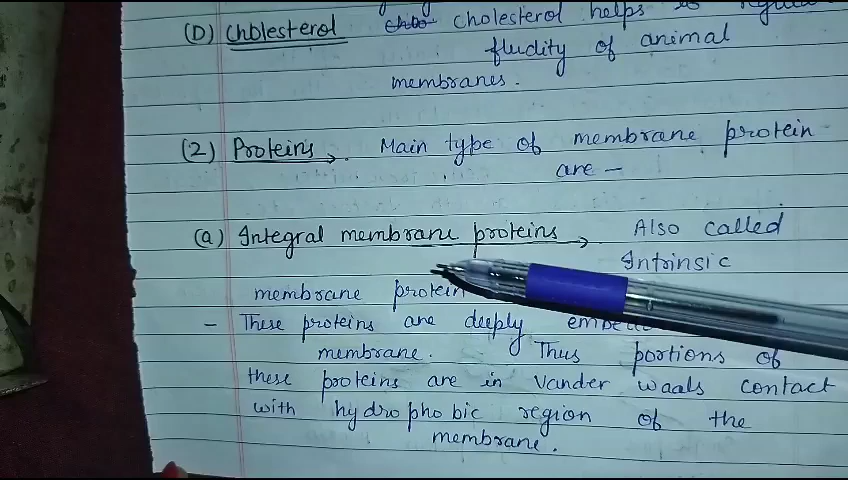 (D) Cholesterol cholesterol helps
fludity of animal
membranes.
(2) Proteins → Main type of membrane protein
are –
(a) Integral membrane proteins → Also called
Intrinsic
membrane protein
– These proteins are deeply
membrane. Thus portions of
these proteins are in Vander waals contact
with hydrophobic region of the
membrane.